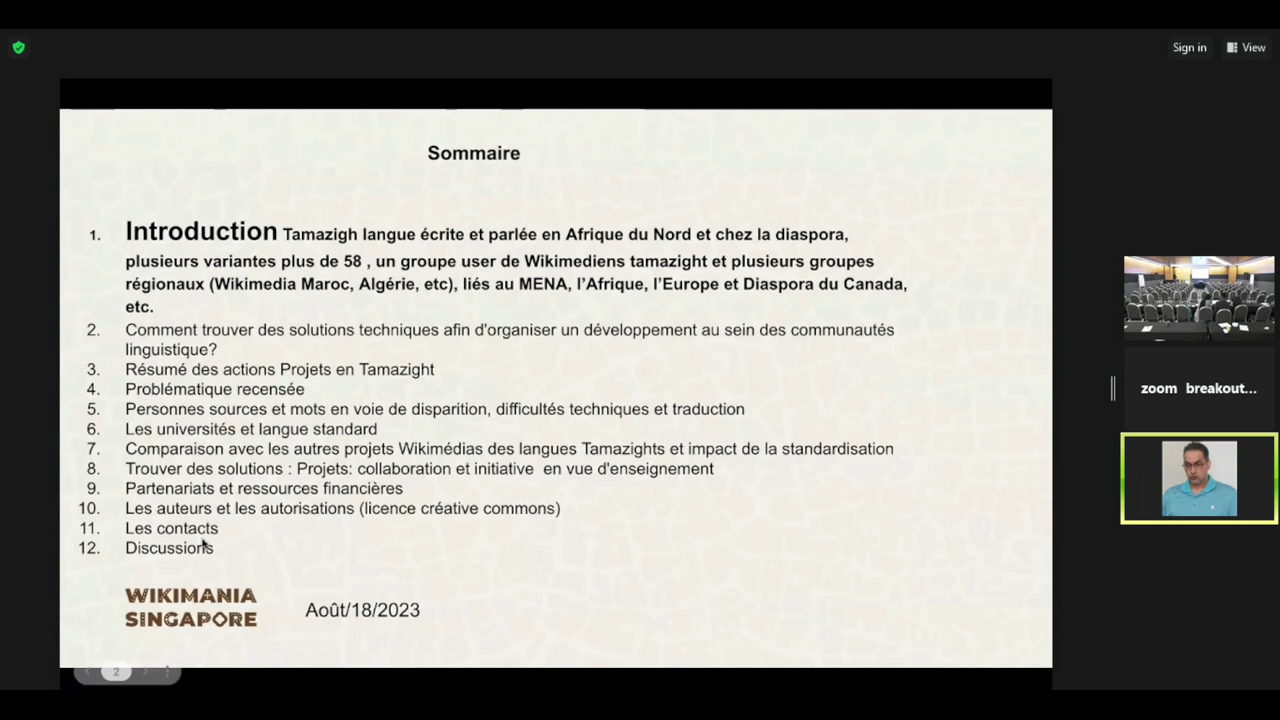 Sign in
View
Sommaire
1. Introduction Tamazigh langue écrite et parlée en Afrique du Nord et chez la diaspora,
plusieurs variantes plus de 58 , un groupe user de Wikimediens tamazight et plusieurs groupes
régionaux (Wikimedia Maroc, Algérie, etc), liés au MENA, l'Afrique, l'Europe et Diaspora du Canada,
etc.
2. Comment trouver des solutions techniques afin d'organiser un développement au sein des communautés
linguistique?
3. Résumé des actions Projets en Tamazight
4. Problématique recensée
5. Personnes sources et mots en voie de disparition, difficultés techniques et traduction
6. Les universités et langue standard
7. Comparaison avec les autres projets Wikimédias des langues Tamazights et impact de la standardisation
8. Trouver des solutions : Projets: collaboration et initiative en vue d'enseignement
9. Partenariats et ressources financières
10. Les auteurs et les autorisations (licence créative commons)
11. Les contacts
12. Discussions
WIKIMANIA
SINGAPORE
Août/18/2023
2
zoom breakout...